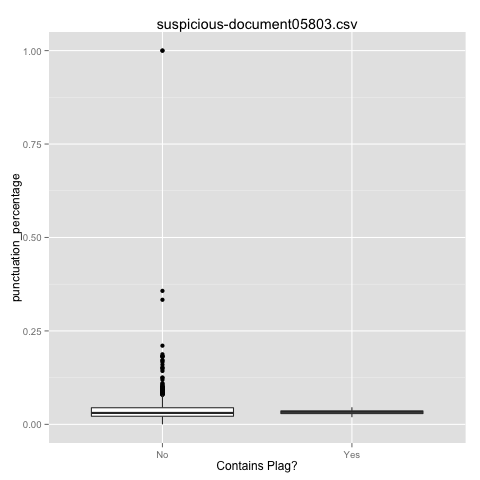 suspicious-document05803.csv
punctuation_percentage
1.00
0.75
0.50
0.25
0.00
No
Yes
Contains Plag?